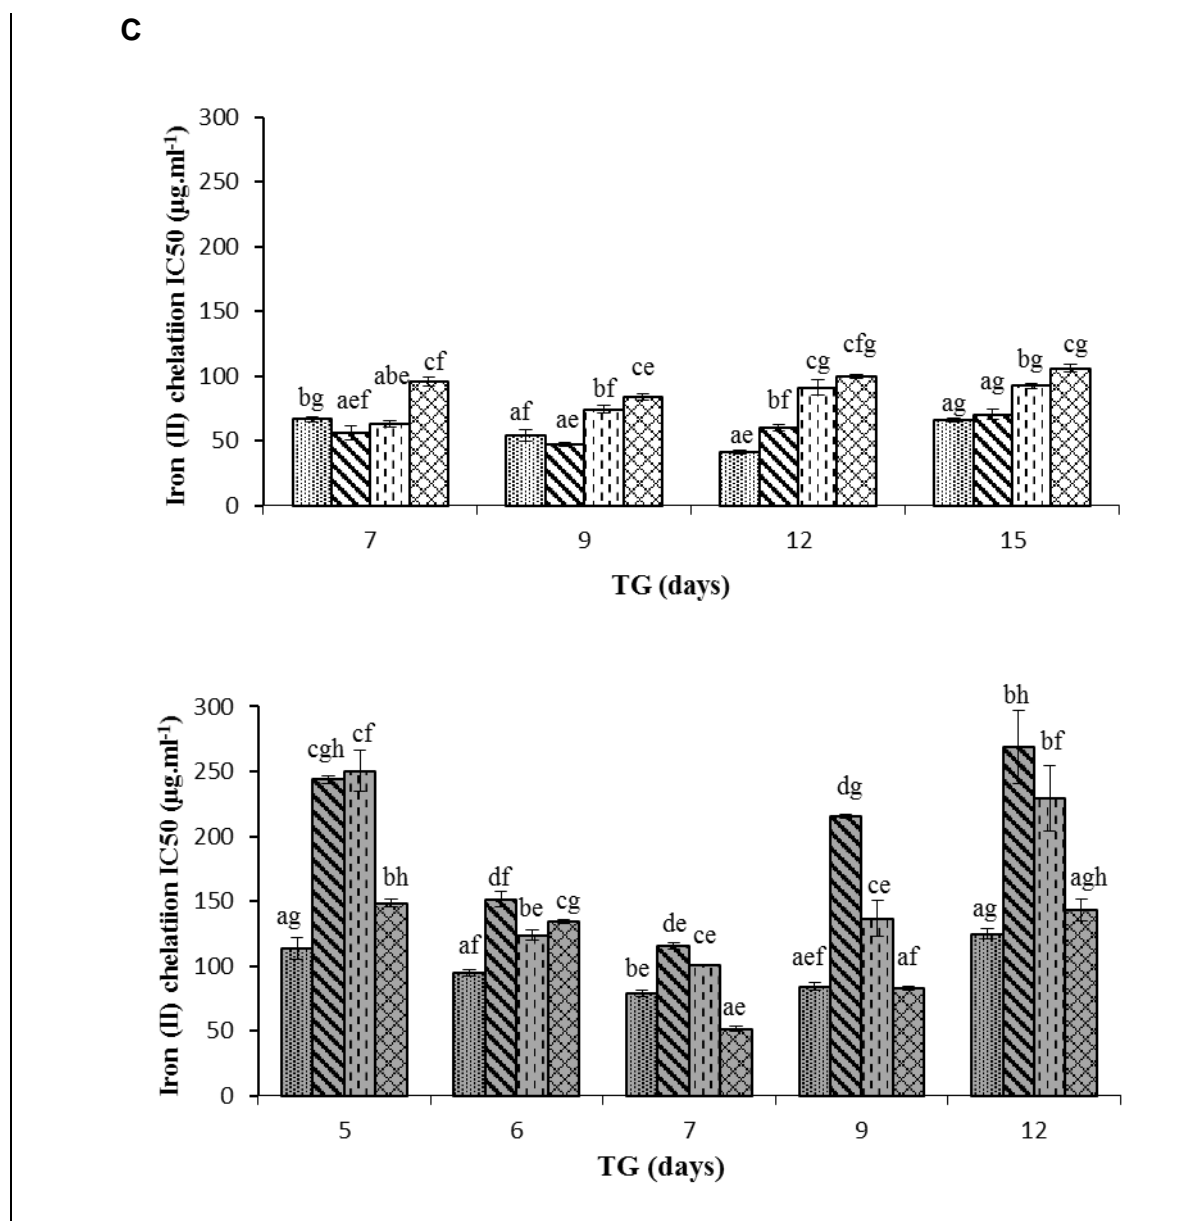 C
Iron (II) chelatiion IC50 (µg.ml⁻¹)
300
250
200
150
100
50
0
bg
aef
abe
cf
af
ae
bf
ce
ae
bf
cg
cfg
ag
ag
bg
cg
7
9
12
15
TG (days)
Iron (II) chelatiion IC50 (µg.ml⁻¹)
300
250
200
150
100
50
0
ag
cgh
cf
bh
af
df
be
cg
be
de
ce
ae
aef
dg
ce
af
ag
bh
bf
agh
5
6
7
9
12
TG (days)